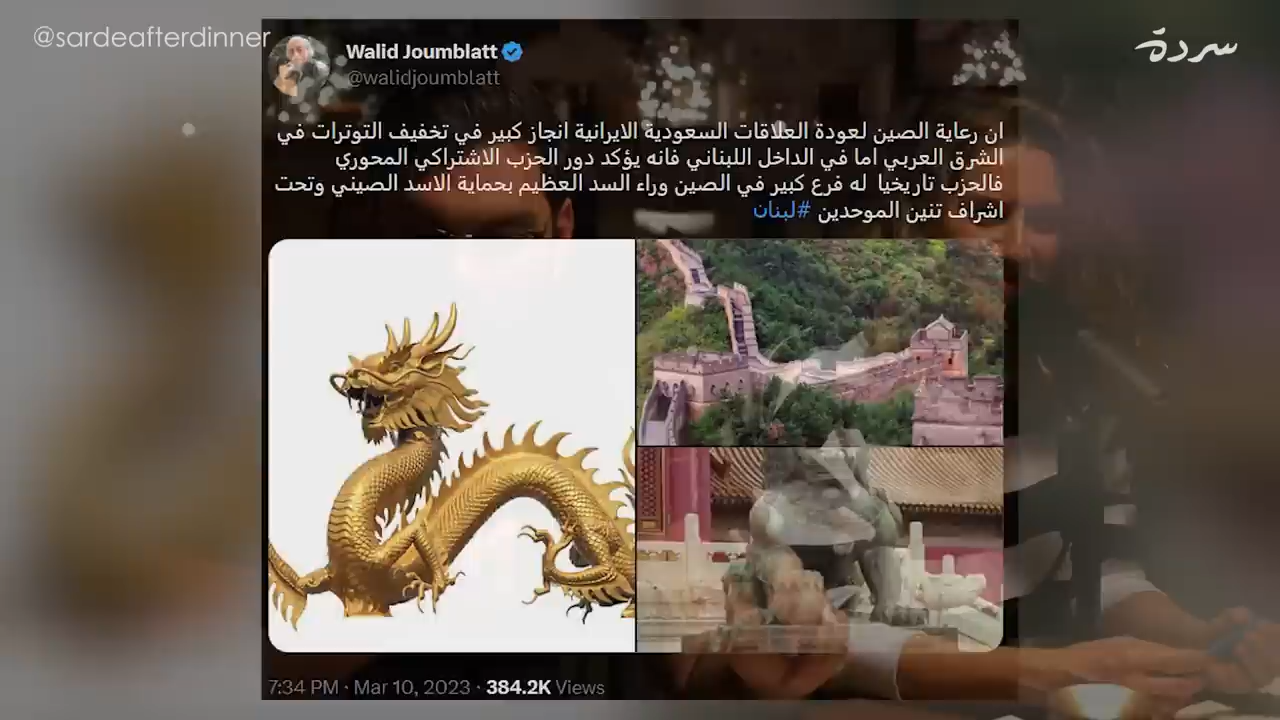 @sardeafterdinner
سردة
Walid Joumblatt
@walidjoumblatt
ان رعاية الصين لعودة العلاقات السعودية الايرانية انجاز كبير في تخفيف التوترات في
الشرق العربي اما في الداخل اللبناني فانه يؤكد دور الحزب الاشتراكي المحوري
فالحزب تاريخيا له فرع كبير في الصين وراء السد العظيم بحماية الاسد الصيني وتحت
اشراف تنين الموحدين #لبنان
7:34 PM · Mar 10, 2023 · 384.2K Views